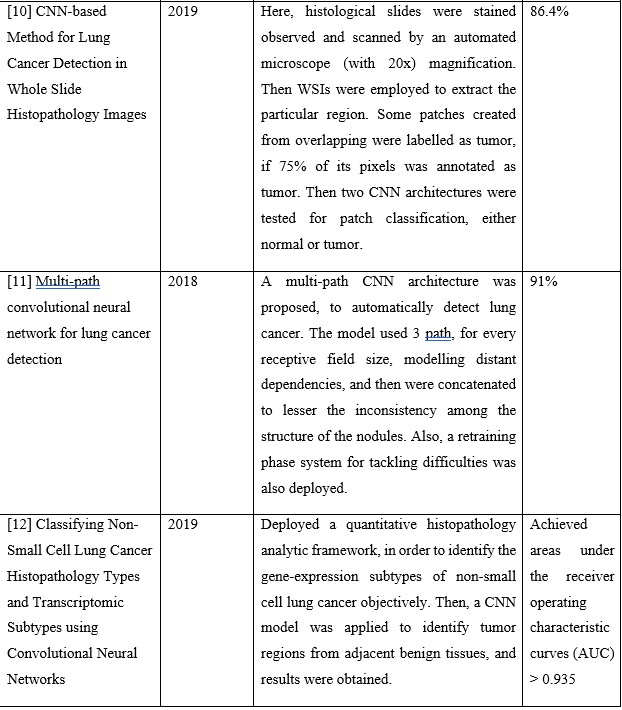 [10] CNN-based
Method for Lung
Cancer Detection in
Whole Slide
Histopathology Images
2019
Here, histological slides were stained
observed and scanned by an automated
microscope (with 20x) magnification.
Then WSIs were employed to extract the
particular region. Some patches created
from overlapping were labelled as tumor,
if 75% of its pixels was annotated as
tumor. Then two CNN architectures were
tested for patch classification, either
normal or tumor.
86.4%
[11] Multi-path
convolutional neural
network for lung cancer
detection
2018
A multi-path CNN architecture was
proposed, to automatically detect lung
cancer. The model used 3 path, for every
receptive field size, modelling distant
dependencies, and then were concatenated
to lesser the inconsistency among the
structure of the nodules. Also, a retraining
phase system for tackling difficulties was
also deployed.
91%
[12] Classifying Non-
Small Cell Lung Cancer
Histopathology Types
and Transcriptomic
Subtypes using
Convolutional Neural
Networks
2019
Deployed a quantitative histopathology
analytic framework, in order to identify the
gene-expression subtypes of non-small
cell lung cancer objectively. Then, a CNN
model was applied to identify tumor
regions from adjacent benign tissues, and
results were obtained.
Achieved
areas under
the receiver
operating
characteristic
curves (AUC)
> 0.935